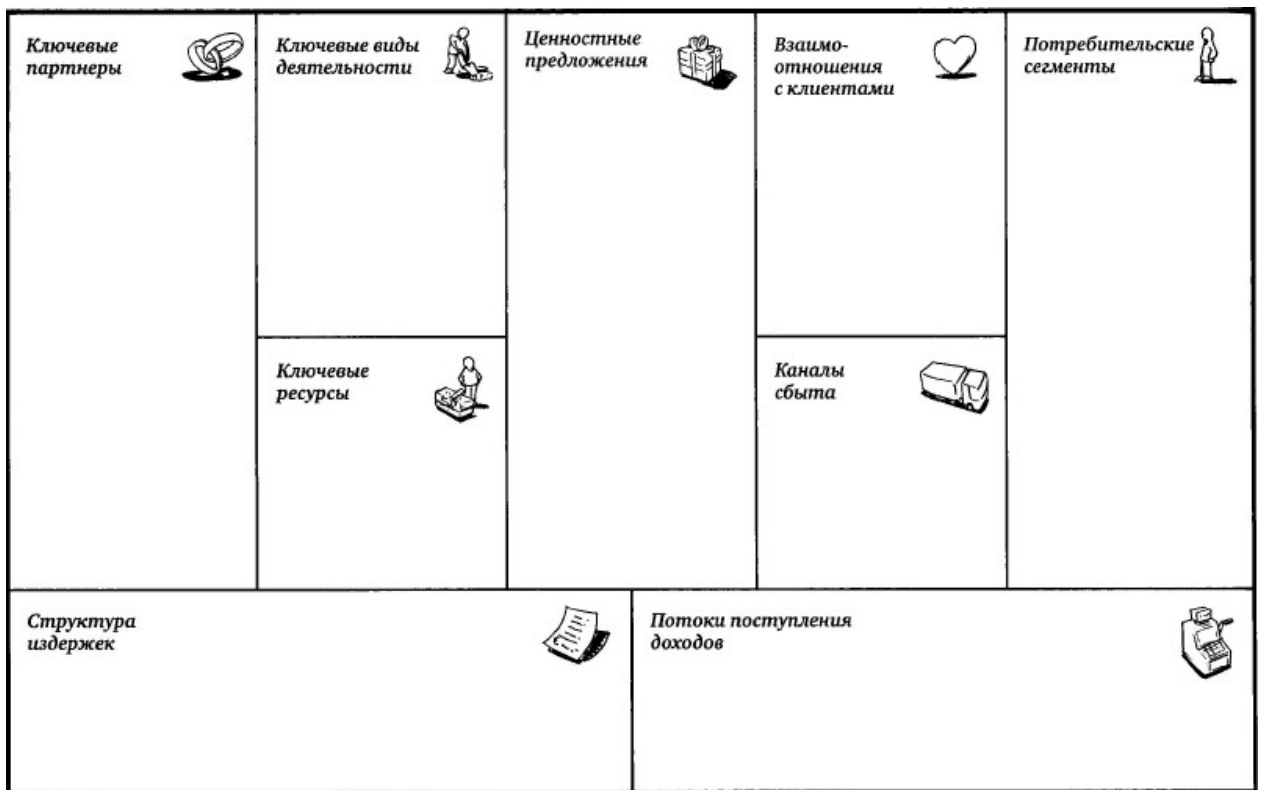 Ключевые
партнеры
Ключевые виды
деятельности
Ценностные
предложения
Взаимо-
отношения
с клиентами
Потребительские
сегменты
Ключевые
ресурсы
Каналы
сбыта
Структура
издержек
Потоки поступления
доходов